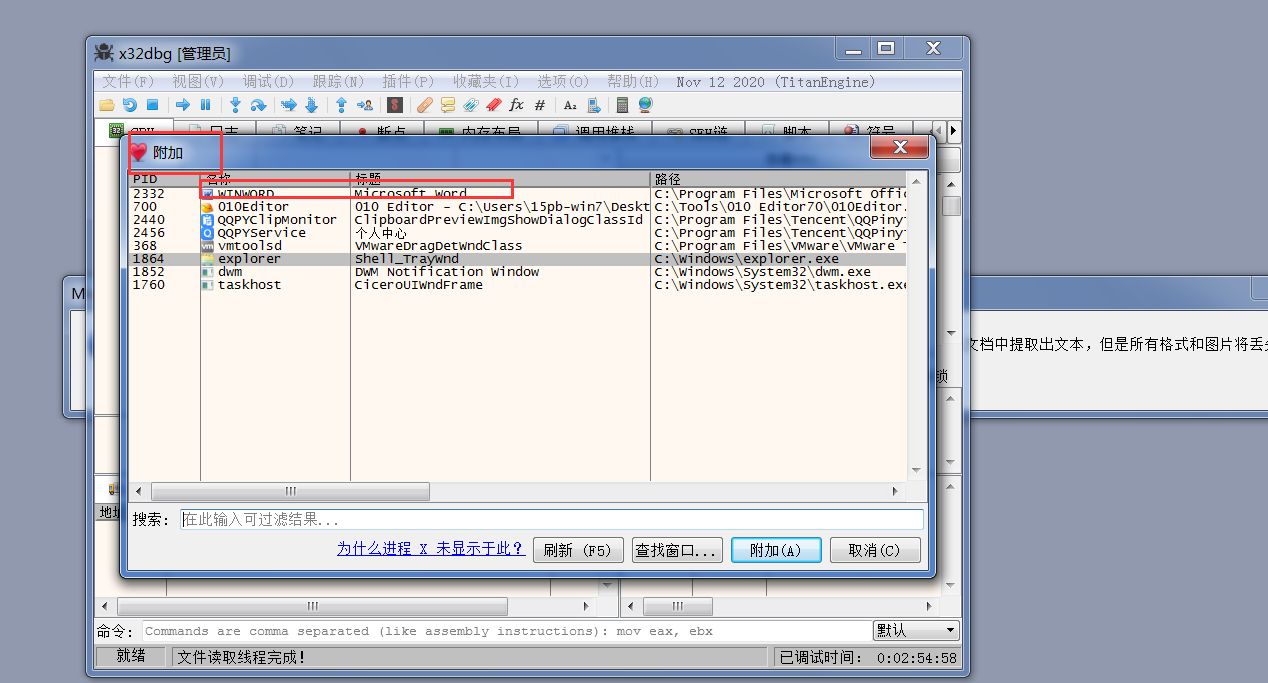 x32dbg [管理员]
文件(F) 视图(V) 调试(D) 跟踪(N) 插件(P) 收藏夹(I) 选项(O) 帮助(H) Nov 12 2020 (TitanEngine)
CPU 日志 笔记 断点 内存布局 调用堆栈 SEH链 脚本 符号
附加
PID 名称 标题 路径
2332 WINWORD Microsoft Word C:\Program Files\Microsoft Offic
700 010Editor 010 Editor - C:\Users\15pb-win7\Deskt C:\Tools\010 Editor70\010Editor.
2440 QQPYClipMonitor ClipboardPreviewImgShowDialogClassId C:\Program Files\Tencent\QQPiny
2456 QQPYService 个人中心 C:\Program Files\Tencent\QQPiny
368 vmtoolsd VMwareDragDetWndClass C:\Program Files\VMware\VMware T
1864 explorer Shell_TrayWnd C:\Windows\explorer.exe
1852 dwm DWM Notification Window C:\Windows\System32\dwm.exe
1760 taskhost CiceroUIWndFrame C:\Windows\System32\taskhost.exe
M
文档中提取出文本，但是所有格式和图片将丢失
锁
地址
搜索: 在此输入可过滤结果...
为什么进程 X 未显示于此？ 刷新 (F5) 查找窗口... 附加(A) 取消(C)
命令: Commands are comma separated (like assembly instructions): mov eax, ebx 默认
就绪 文件读取线程完成! 已调试时间: 0:02:54:58